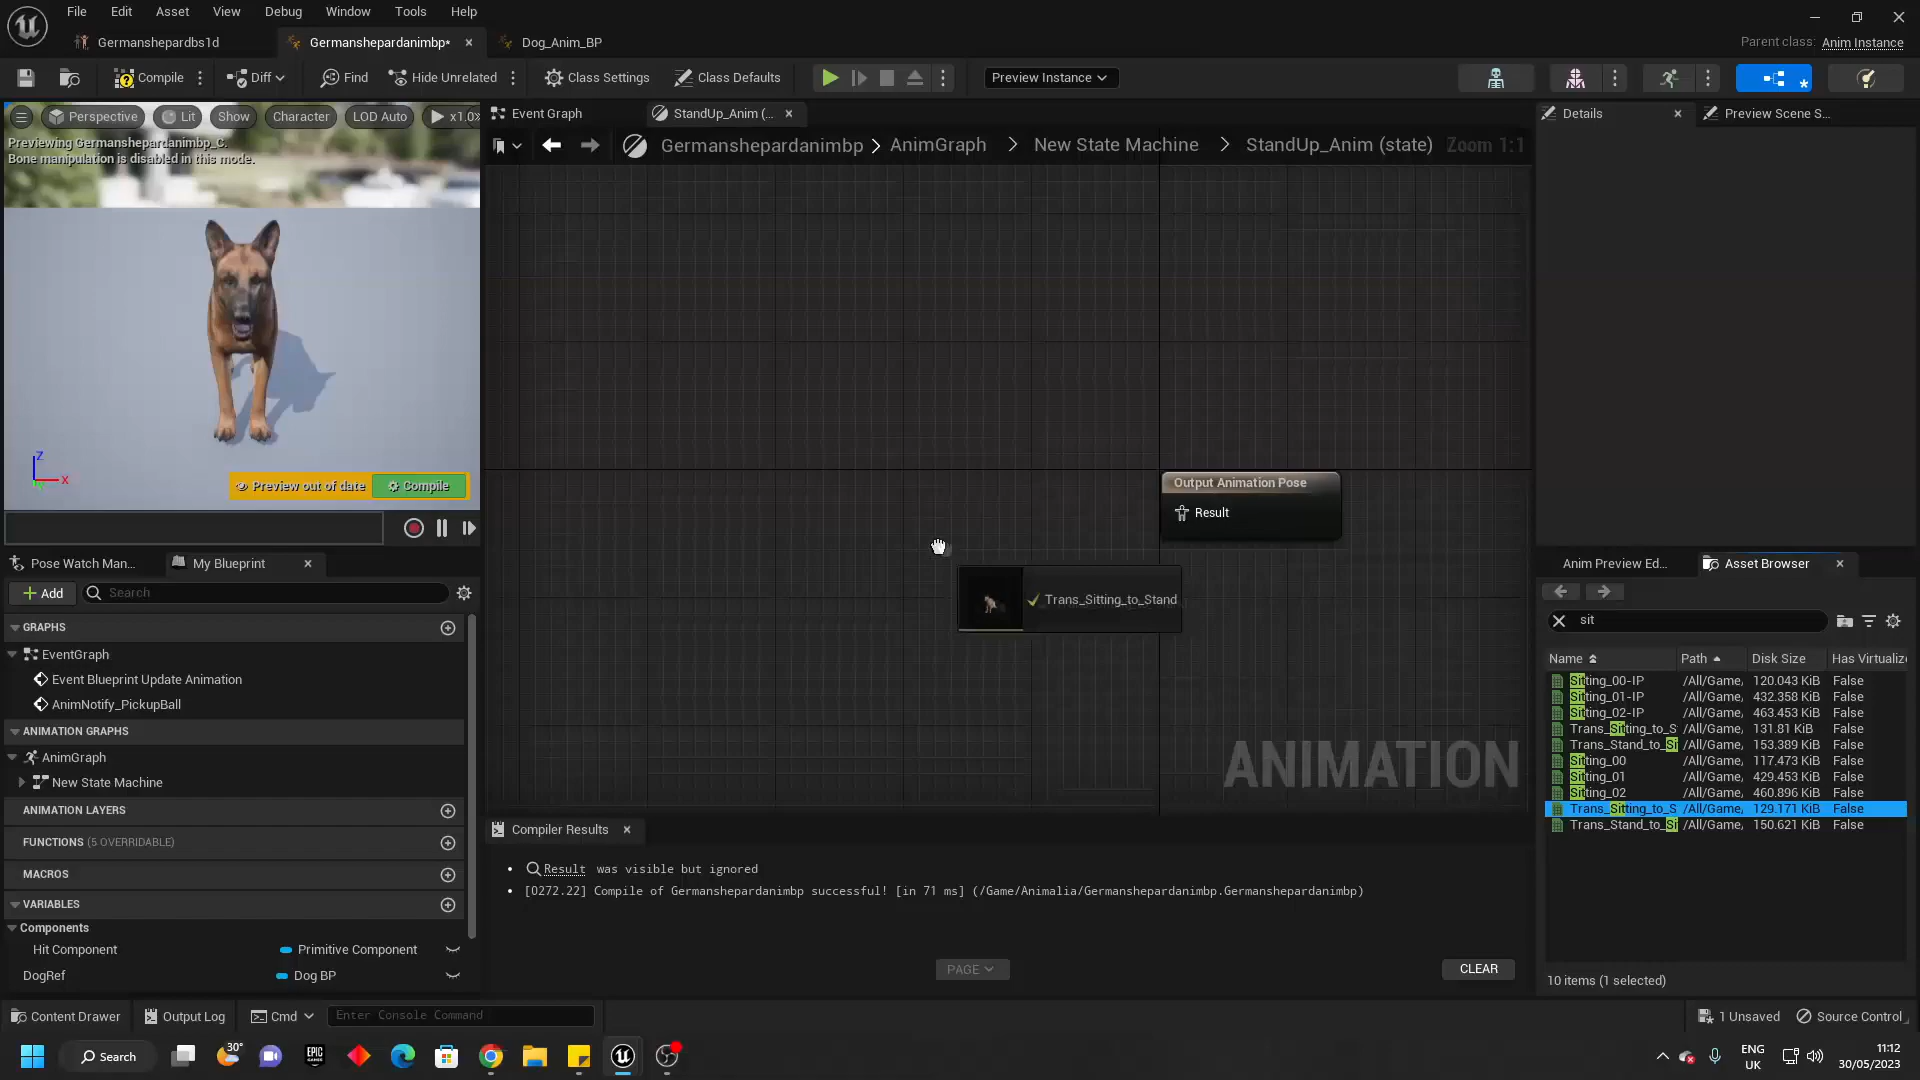 File Edit Asset View Debug Window Tools Help
Germanshepardbs1d Germanshepardanimbp* Dog_Anim_BP
Parent class: Anim Instance
Compile Diff Find Hide Unrelated Class Settings Class Defaults Preview Instance
Perspective Lit Show Character LOD Auto x1.0
Previewing Germanshepardanimbp_C.
Bone manipulation is disabled in this mode.
Z
X
Preview out of date Compile
Event Graph StandUp_Anim (...
Germanshepardanimbp > AnimGraph > New State Machine > StandUp_Anim (state) Zoom 1:1
Output Animation Pose
Result
Trans_Sitting_to_Stand
ANIMATION
Details Preview Scene S...
Pose Watch Man... My Blueprint
Add Search
GRAPHS
EventGraph
Event Blueprint Update Animation
AnimNotify_PickupBall
ANIMATION GRAPHS
AnimGraph
New State Machine
ANIMATION LAYERS
FUNCTIONS (5 OVERRIDABLE)
MACROS
VARIABLES
Components
Hit Component Primitive Component
DogRef Dog BP
Compiler Results
Result was visible but ignored
[0272.22] Compile of Germanshepardanimbp successful! [in 71 ms] (/Game/Animalia/Germanshepardanimbp.Germanshepardanimbp)
PAGE CLEAR
Anim Preview Ed... Asset Browser
sit
Name Path Disk Size Has Virtualiz
Sitting_00-IP /All/Game, 120.043 KiB False
Sitting_01-IP /All/Game, 432.358 KiB False
Sitting_02-IP /All/Game, 463.453 KiB False
Trans_Sitting_to_S /All/Game, 131.81 KiB False
Trans_Stand_to_Si /All/Game, 153.389 KiB False
Sitting_00 /All/Game, 117.473 KiB False
Sitting_01 /All/Game, 429.453 KiB False
Sitting_02 /All/Game, 460.896 KiB False
Trans_Sitting_to_S /All/Game, 129.171 KiB False
Trans_Stand_to_Si /All/Game, 150.621 KiB False
10 items (1 selected)
Content Drawer Output Log Cmd Enter Console Command 1 Unsaved Source Control
Search 30° EPIC GAMES ENG UK 11:12 30/05/2023